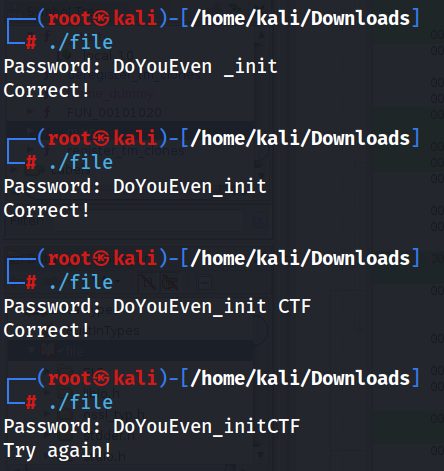 (root㉿kali)-[/home/kali/Downloads]
# ./file
Password: DoYouEven _init
Correct!
(root㉿kali)-[/home/kali/Downloads]
# ./file
Password: DoYouEven_init
Correct!
(root㉿kali)-[/home/kali/Downloads]
# ./file
Password: DoYouEven_init CTF
Correct!
(root㉿kali)-[/home/kali/Downloads]
# ./file
Password: DoYouEven_initCTF
Try again!